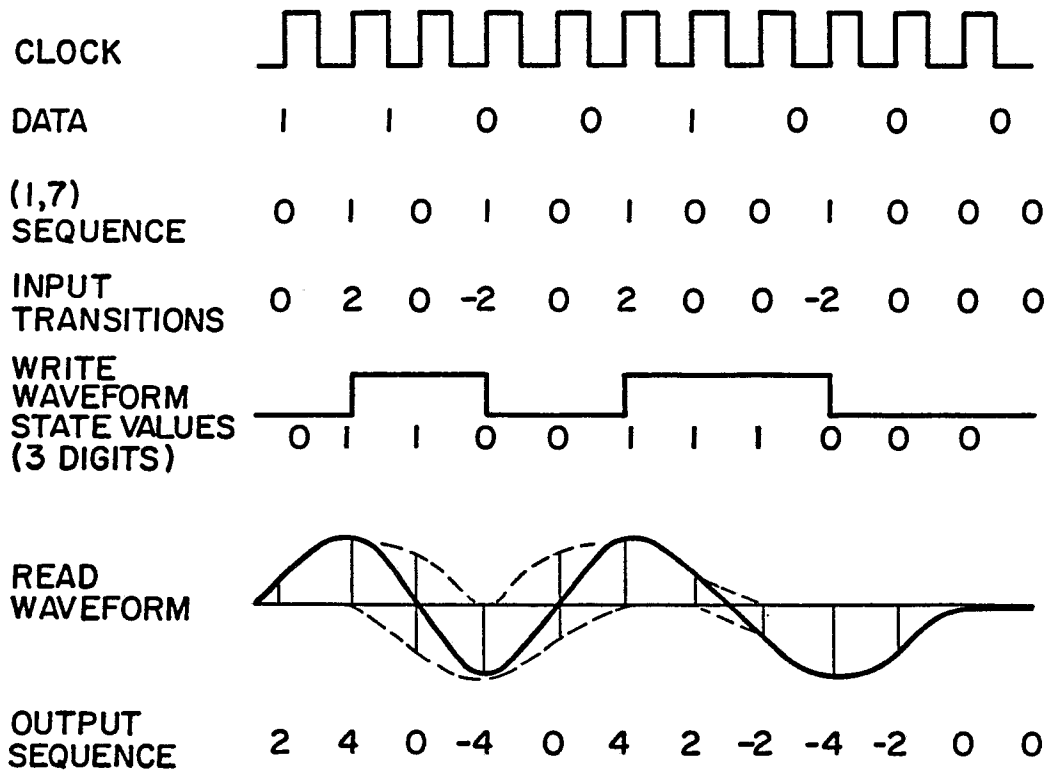 CLOCK
DATA 1 1 0 0 1 0 0 0
(1,7)
SEQUENCE 0 1 0 1 0 1 0 0 1 0 0 0
INPUT
TRANSITIONS 0 2 0 -2 0 2 0 0 -2 0 0 0
WRITE
WAVEFORM
STATE VALUES 0 1 1 0 0 1 1 1 0 0 0
(3 DIGITS)
READ
WAVEFORM
OUTPUT
SEQUENCE 2 4 0 -4 0 4 2 -2 -4 -2 0 0